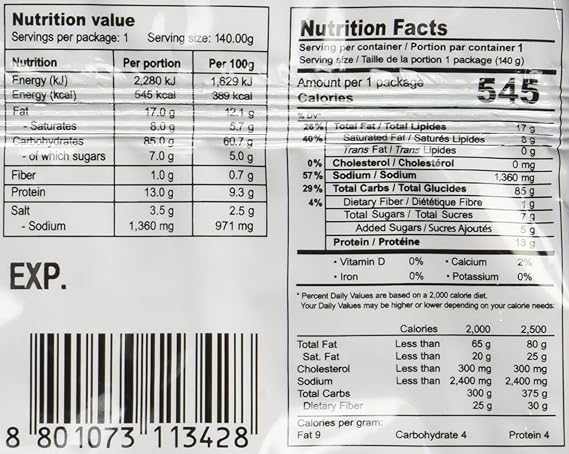 Nutrition value
Servings per package: 1 Serving size: 140.00g
Nutrition Per portion Per 100g
Energy (kJ) 2,280 kJ 1,629 kJ
Energy (kcal) 545 kcal 389 kcal
Fat 17.0 g 12.1 g
- Saturates 8.0 g 5.7 g
Carbohydrates 85.0 g 60.7 g
- of which sugars 7.0 g 5.0 g
Fiber 1.0 g 0.7 g
Protein 13.0 g 9.3 g
Salt 3.5 g 2.5 g
- Sodium 1,360 mg 971 mg
EXP.
8 801073 113428
Nutrition Facts
Serving per container / Portion par container 1
Serving size / Taille de la portion 1 package (140 g)
Amount per 1 package
Calories 545
% DV*
26% Total Fat / Total Lipides 17 g
40% Saturated Fat / Saturés Lipides 8 g
Trans Fat / Trans Lipides 0 g
0% Cholesterol / Cholestérol 0 mg
57% Sodium / Sodium 1,360 mg
29% Total Carbs / Total Glucides 85 g
4% Dietary Fiber / Diététique Fibre 1 g
Total Sugars / Total Sucres 7 g
Added Sugars / Sucres Ajoutés 5 g
Protein / Protéine 13 g
• Vitamin D 0% • Calcium 2%
• Iron 0% • Potassium 0%
* Percent Daily Values are based on a 2,000 calorie diet.
Your Daily Values may be higher or lower depending on your calorie needs:
Calories 2,000 2,500
Total Fat Less than 65 g 80 g
Sat. Fat Less than 20 g 25 g
Cholesterol Less than 300 mg 300 mg
Sodium Less than 2,400 mg 2,400 mg
Total Carbs 300 g 375 g
Dietary Fiber 25 g 30 g
Calories per gram:
Fat 9 Carbohydrate 4 Protein 4